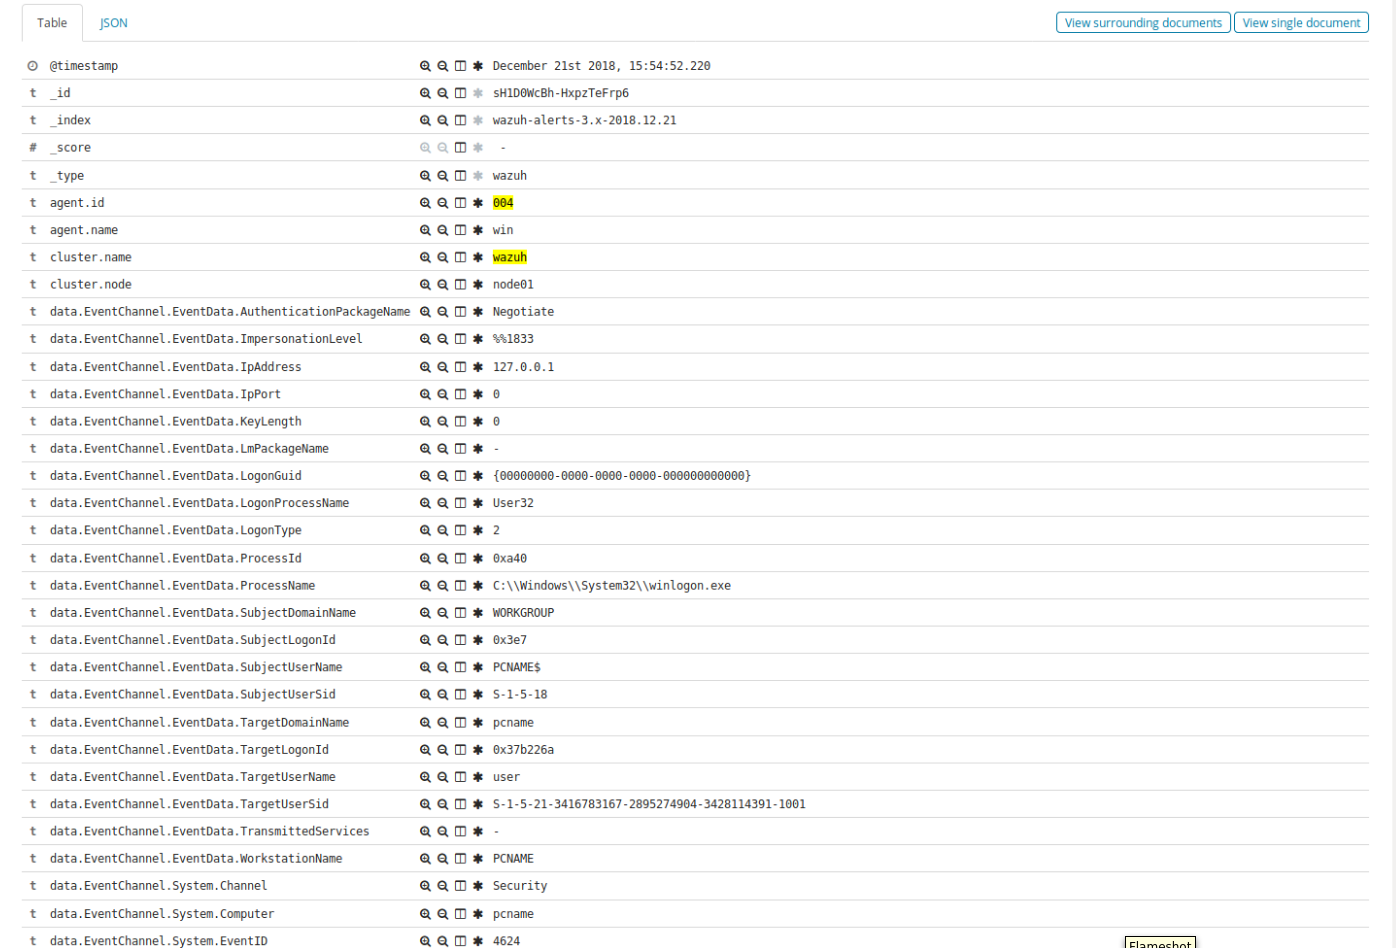 Table JSON View surrounding documents View single document
@timestamp December 21st 2018, 15:54:52.220
t _id sH1D0WcBh-HxpzTeFrp6
t _index wazuh-alerts-3.x-2018.12.21
# _score -
t _type wazuh
t agent.id 004
t agent.name win
t cluster.name wazuh
t cluster.node node01
t data.EventChannel.EventData.AuthenticationPackageName Negotiate
t data.EventChannel.EventData.ImpersonationLevel %%1833
t data.EventChannel.EventData.IpAddress 127.0.0.1
t data.EventChannel.EventData.IpPort 0
t data.EventChannel.EventData.KeyLength 0
t data.EventChannel.EventData.LmPackageName -
t data.EventChannel.EventData.LogonGuid {00000000-0000-0000-0000-000000000000}
t data.EventChannel.EventData.LogonProcessName User32
t data.EventChannel.EventData.LogonType 2
t data.EventChannel.EventData.ProcessId 0xa40
t data.EventChannel.EventData.ProcessName C:\\Windows\\System32\\winlogon.exe
t data.EventChannel.EventData.SubjectDomainName WORKGROUP
t data.EventChannel.EventData.SubjectLogonId 0x3e7
t data.EventChannel.EventData.SubjectUserName PCNAME$
t data.EventChannel.EventData.SubjectUserSid S-1-5-18
t data.EventChannel.EventData.TargetDomainName pcname
t data.EventChannel.EventData.TargetLogonId 0x37b226a
t data.EventChannel.EventData.TargetUserName user
t data.EventChannel.EventData.TargetUserSid S-1-5-21-3416783167-2895274904-3428114391-1001
t data.EventChannel.EventData.TransmittedServices -
t data.EventChannel.EventData.WorkstationName PCNAME
t data.EventChannel.System.Channel Security
t data.EventChannel.System.Computer pcname
t data.EventChannel.System.EventID 4624
Flameshot